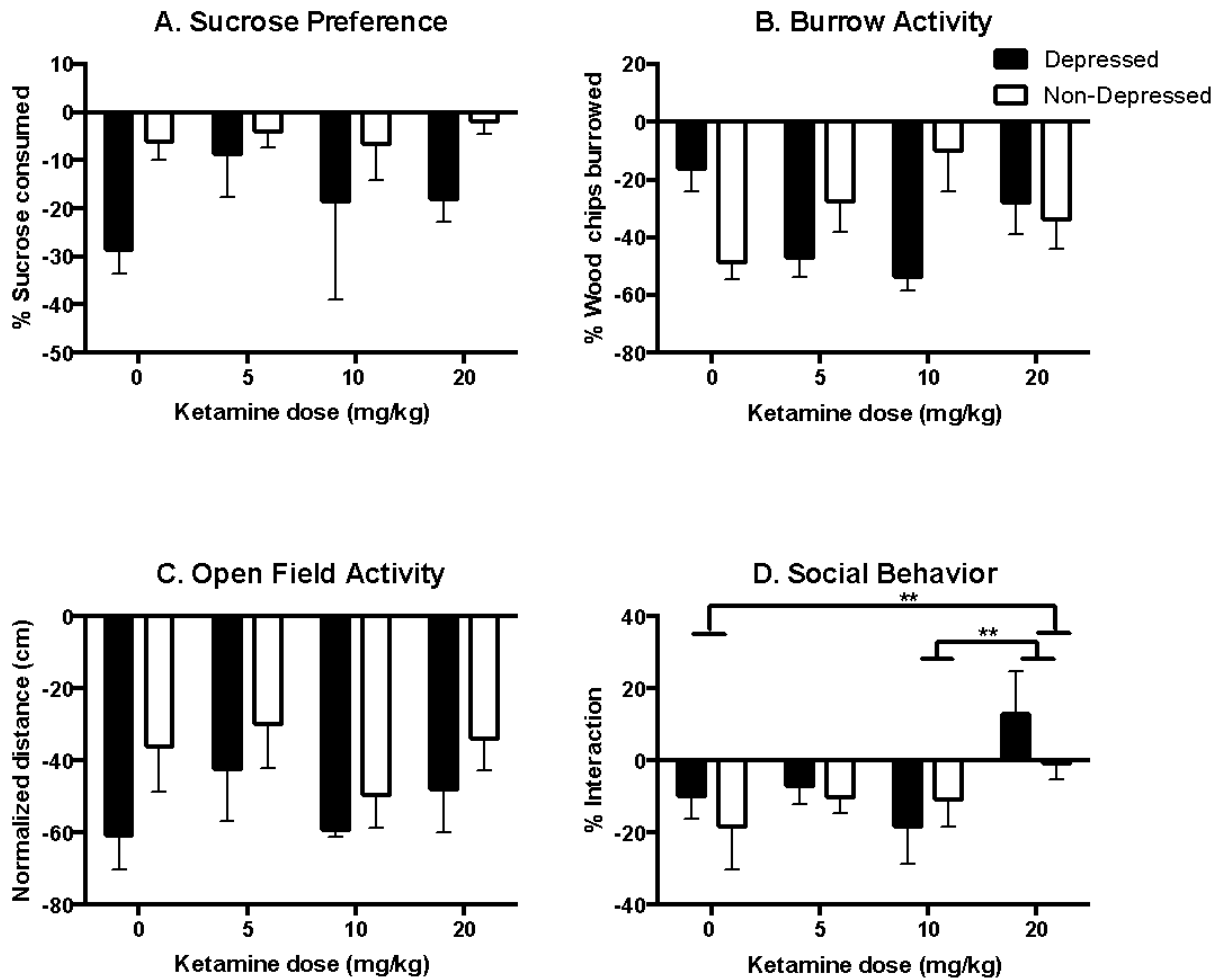 A. Sucrose Preference
% Sucrose consumed
10
0
-10
-20
-30
-40
-50
0 5 10 20
Ketamine dose (mg/kg)
B. Burrow Activity
Depressed
Non-Depressed
% Wood chips burrowed
20
0
-20
-40
-60
-80
0 5 10 20
Ketamine dose (mg/kg)
C. Open Field Activity
Normalized distance (cm)
0
-20
-40
-60
-80
0 5 10 20
Ketamine dose (mg/kg)
D. Social Behavior
**
**
% Interaction
40
20
0
-20
-40
0 5 10 20
Ketamine dose (mg/kg)